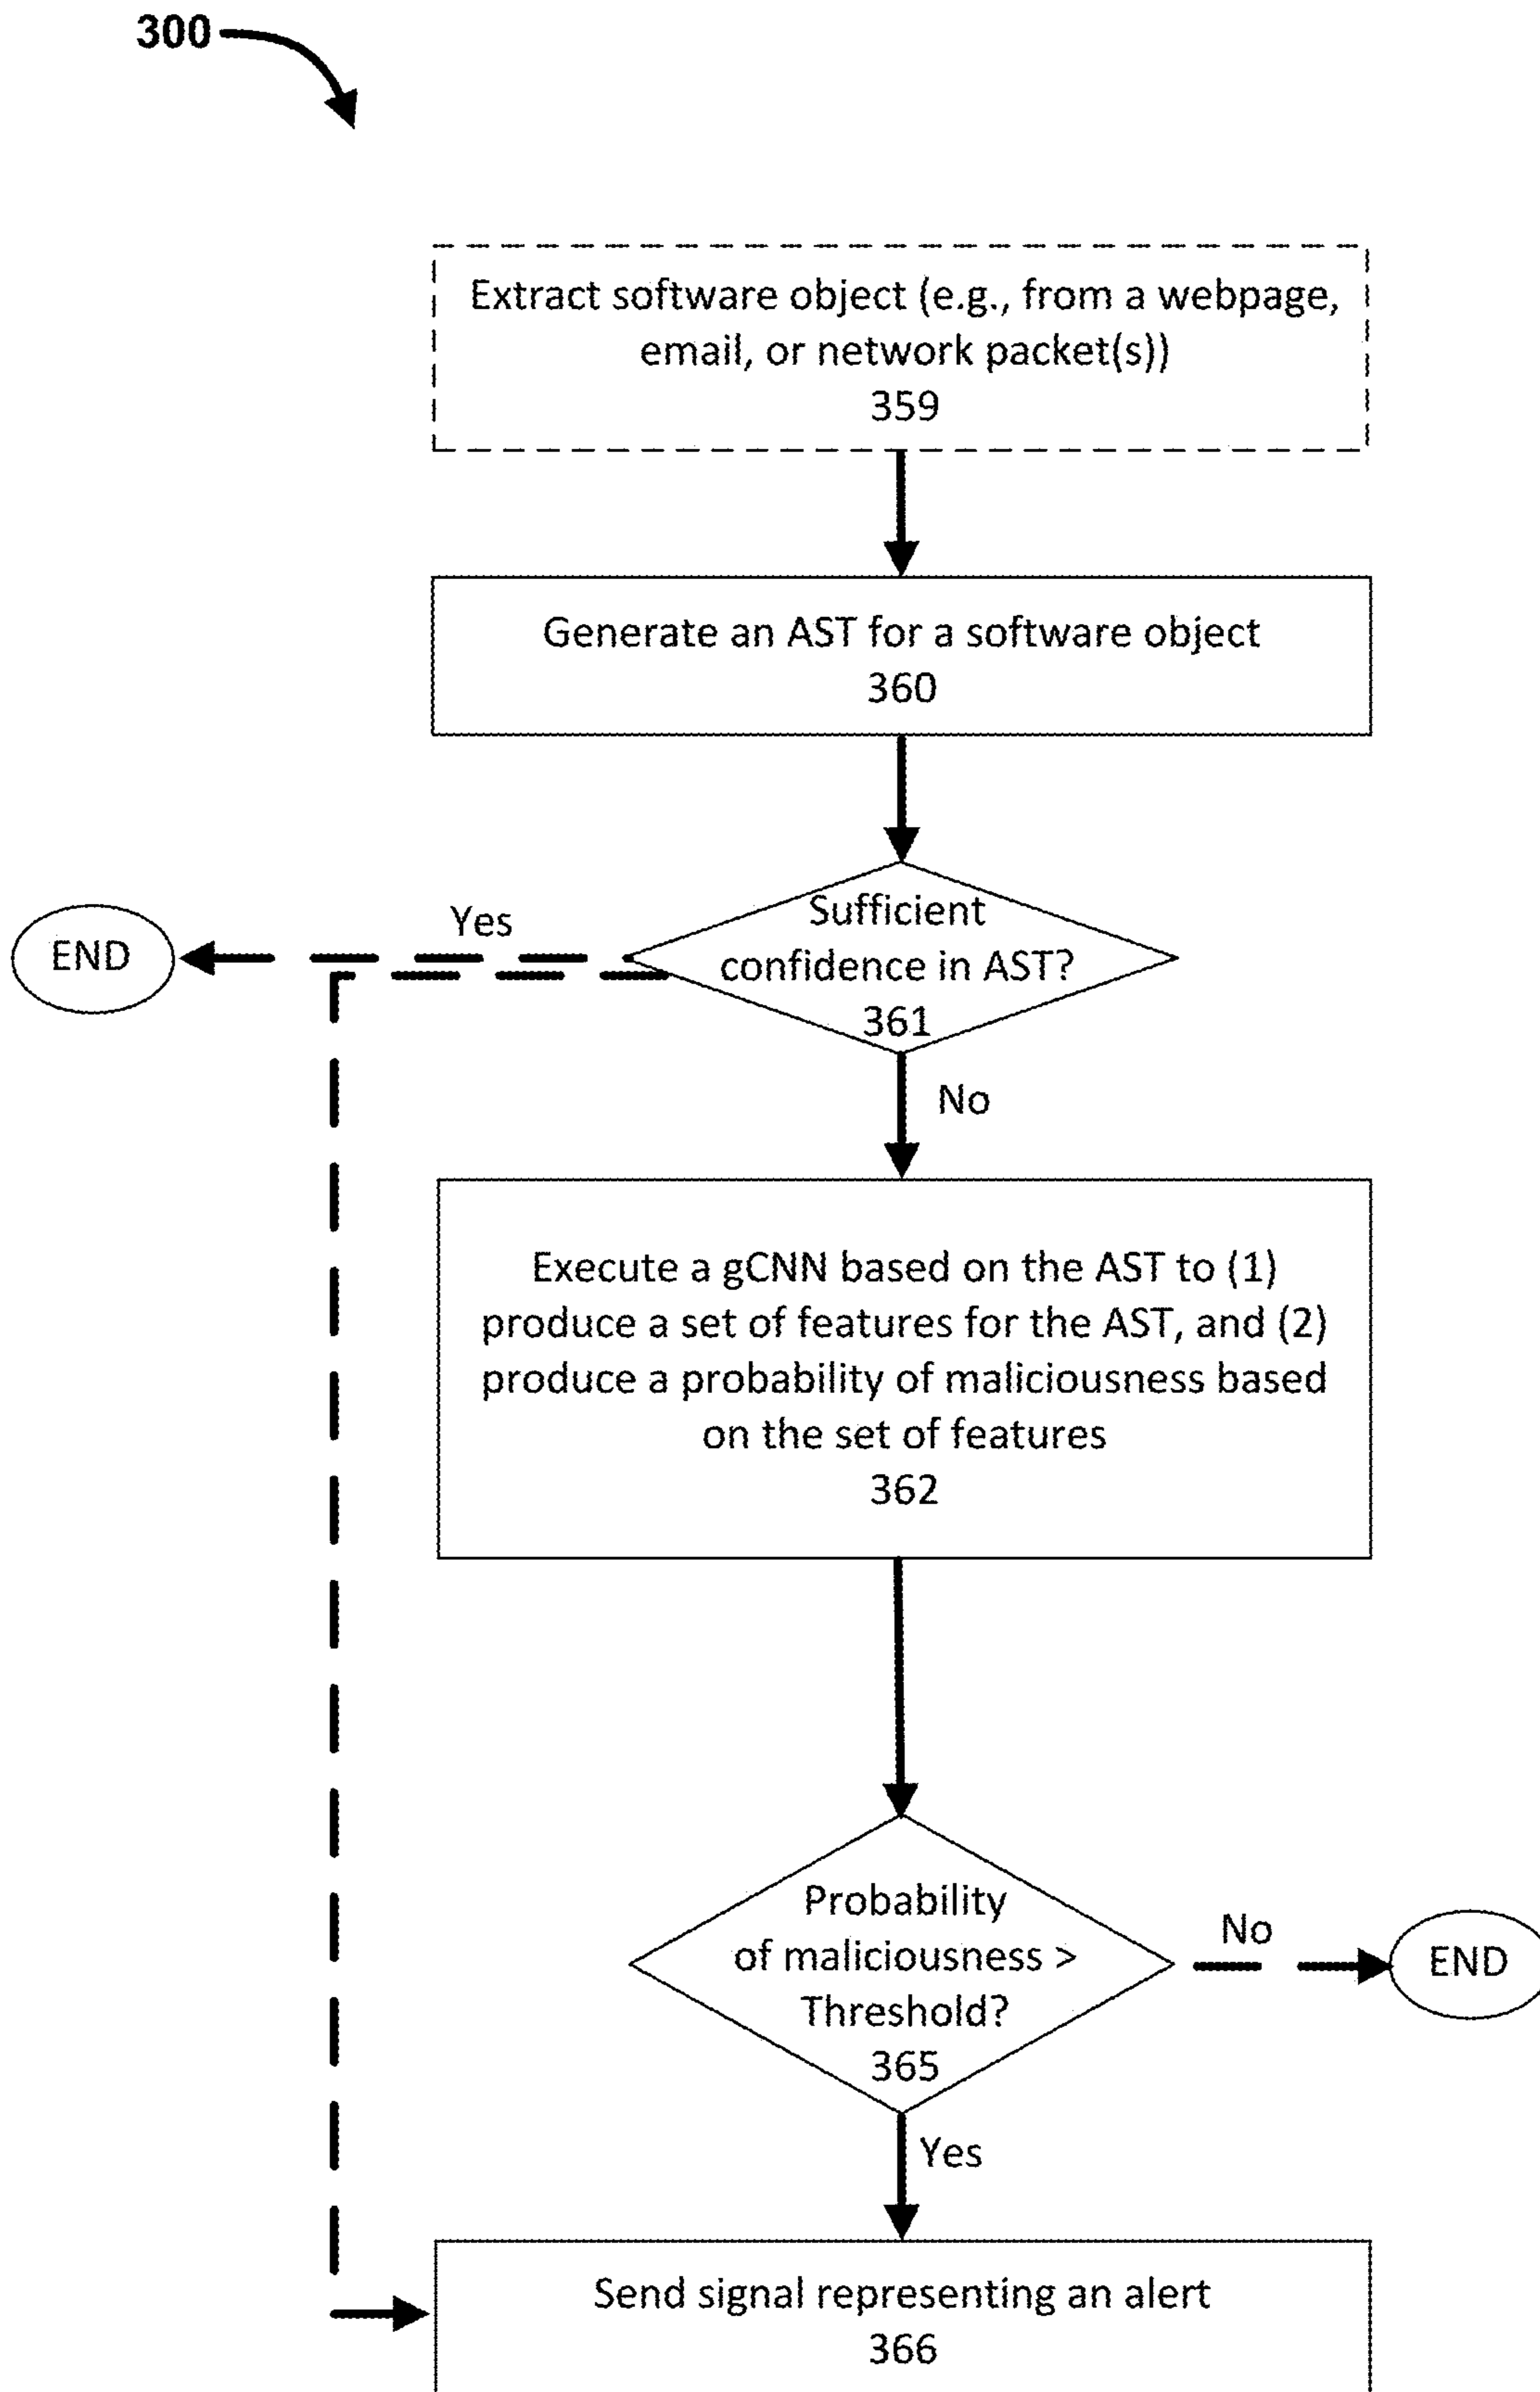 300
Extract software object (e.g., from a webpage,
email, or network packet(s))
359
Generate an AST for a software object
360
Sufficient
confidence in AST?
361
Yes
END
No
Execute a gCNN based on the AST to (1)
produce a set of features for the AST, and (2)
produce a probability of maliciousness based
on the set of features
362
Probability
of maliciousness >
Threshold?
365
No
END
Yes
Send signal representing an alert
366